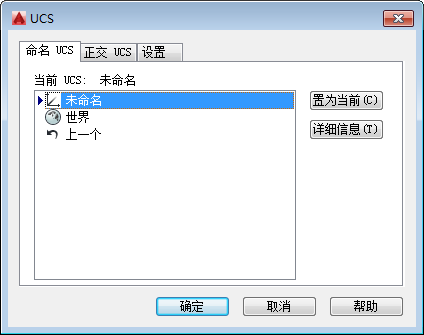 UCS
命名 UCS 正交 UCS 设置
当前 UCS: 未命名
未命名
置为当前(C)
世界
详细信息(T)
上一个
确定 取消 帮助